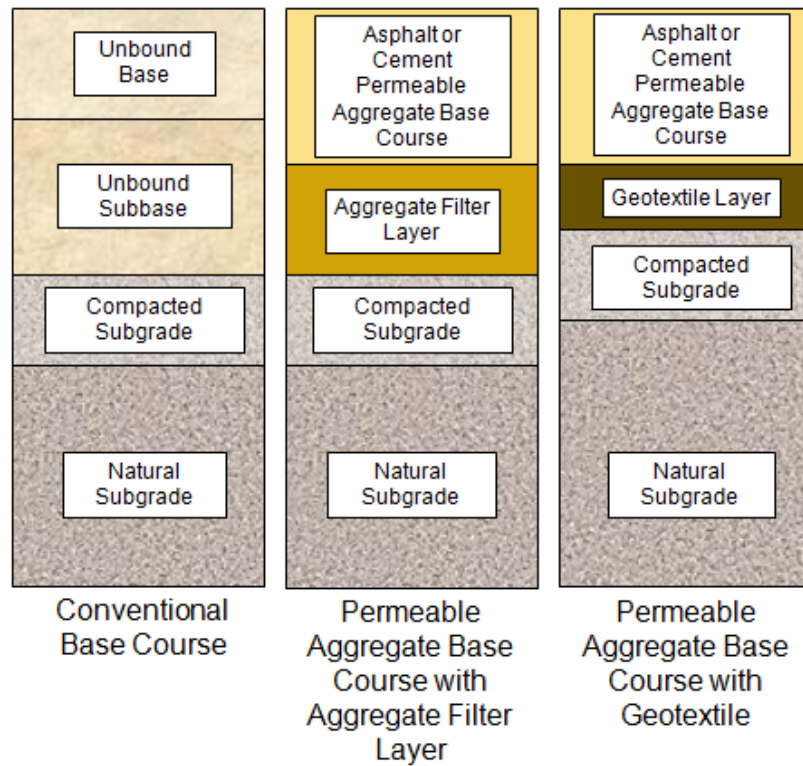 Unbound
Base
Unbound
Subbase
Compacted
Subgrade
Natural
Subgrade
Conventional
Base Course
Asphalt or
Cement
Permeable
Aggregate Base
Course
Aggregate Filter
Layer
Compacted
Subgrade
Natural
Subgrade
Permeable
Aggregate Base
Course with
Aggregate Filter
Layer
Asphalt or
Cement
Permeable
Aggregate Base
Course
Geotextile Layer
Compacted
Subgrade
Natural
Subgrade
Permeable
Aggregate Base
Course with
Geotextile